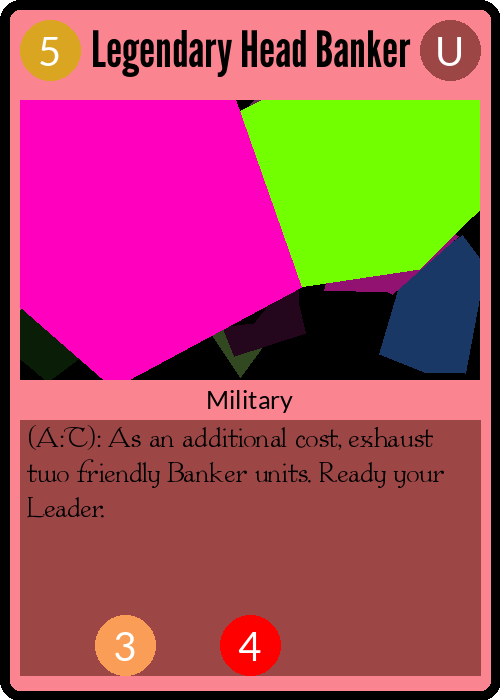 5 Legendary Head Banker U
Military
(A:T): As an additional cost, exhaust
two friendly Banker units. Ready your
Leader.
3 4